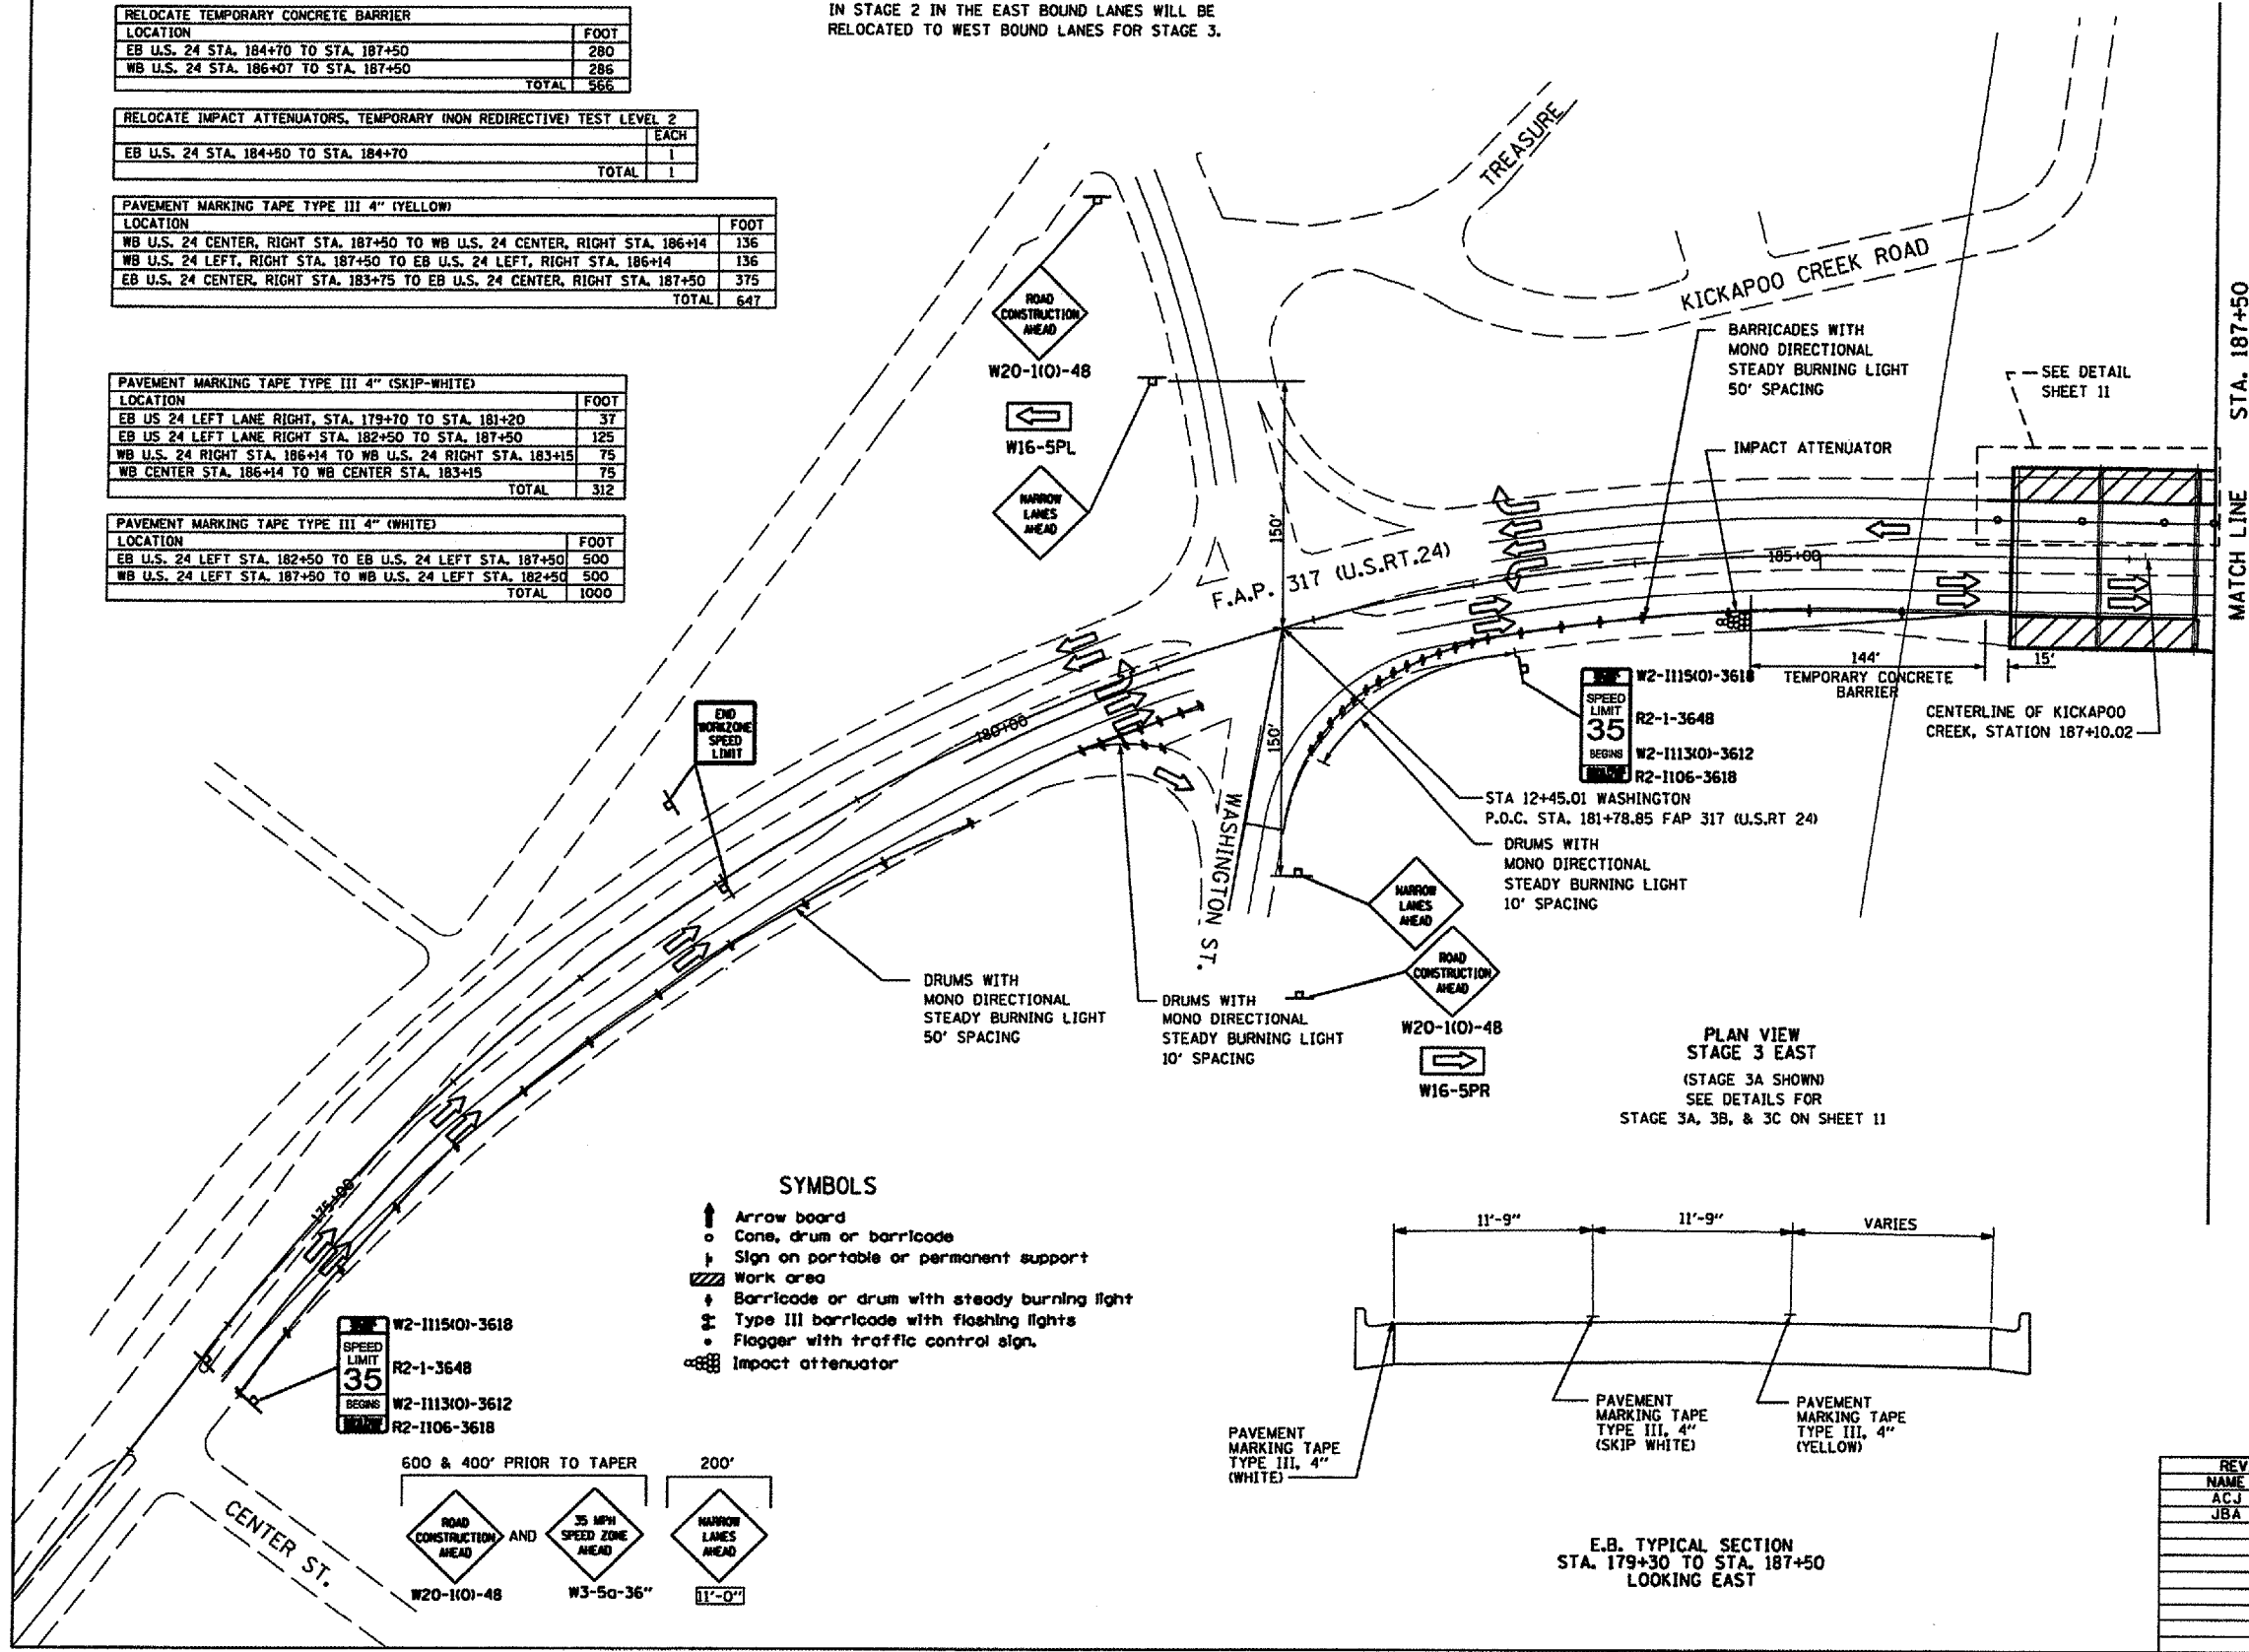 IN STAGE 2 IN THE EAST BOUND LANES WILL BE
RELOCATED TO WEST BOUND LANES FOR STAGE 3.
RELOCATE TEMPORARY CONCRETE BARRIER
LOCATION FOOT
EB U.S. 24 STA. 184+70 TO STA. 187+50 280
WB U.S. 24 STA. 186+07 TO STA. 187+50 286
TOTAL 566
RELOCATE IMPACT ATTENUATORS, TEMPORARY (NON REDIRECTIVE) TEST LEVEL 2
EACH
EB U.S. 24 STA. 184+50 TO STA. 184+70 1
TOTAL 1
PAVEMENT MARKING TAPE TYPE III 4" (YELLOW)
LOCATION FOOT
WB U.S. 24 CENTER, RIGHT STA. 187+50 TO WB U.S. 24 CENTER, RIGHT STA. 186+14 136
WB U.S. 24 LEFT, RIGHT STA. 187+50 TO EB U.S. 24 LEFT, RIGHT STA. 186+14 136
EB U.S. 24 CENTER, RIGHT STA. 183+75 TO EB U.S. 24 CENTER, RIGHT STA. 187+50 375
TOTAL 647
PAVEMENT MARKING TAPE TYPE III 4" (SKIP-WHITE)
LOCATION FOOT
EB US 24 LEFT LANE RIGHT, STA. 179+70 TO STA. 181+20 37
EB US 24 LEFT LANE RIGHT STA. 182+50 TO STA. 187+50 125
WB U.S. 24 RIGHT STA. 186+14 TO WB U.S. 24 RIGHT STA. 183+15 75
WB CENTER STA. 186+14 TO WB CENTER STA. 183+15 75
TOTAL 312
PAVEMENT MARKING TAPE TYPE III 4" (WHITE)
LOCATION FOOT
EB U.S. 24 LEFT STA. 182+50 TO EB U.S. 24 LEFT STA. 187+50 500
WB U.S. 24 LEFT STA. 187+50 TO WB U.S. 24 LEFT STA. 182+50 500
TOTAL 1000
TREASURE
KICKAPOO CREEK ROAD
ROAD
CONSTRUCTION
AHEAD
W20-1(O)-48
W16-5PL
NARROW
LANES
AHEAD
BARRICADES WITH
MONO DIRECTIONAL
STEADY BURNING LIGHT
50' SPACING
SEE DETAIL
SHEET 11
IMPACT ATTENUATOR
MATCH LINE STA. 187+50
150'
F.A.P. 317 (U.S.RT.24)
185+00
144'
15'
TEMPORARY CONCRETE
BARRIER
CENTERLINE OF KICKAPOO
CREEK, STATION 187+10.02
W2-I115(O)-3618
SPEED
LIMIT
35
BEGINS
R2-1-3648
W2-I113(O)-3612
R2-I106-3618
END
WORKZONE
SPEED
LIMIT
180+00
150'
WASHINGTON ST.
STA 12+45.01 WASHINGTON
P.O.C. STA. 181+78.85 FAP 317 (U.S.RT 24)
DRUMS WITH
MONO DIRECTIONAL
STEADY BURNING LIGHT
10' SPACING
NARROW
LANES
AHEAD
ROAD
CONSTRUCTION
AHEAD
W20-1(O)-48
W16-5PR
DRUMS WITH
MONO DIRECTIONAL
STEADY BURNING LIGHT
50' SPACING
DRUMS WITH
MONO DIRECTIONAL
STEADY BURNING LIGHT
10' SPACING
PLAN VIEW
STAGE 3 EAST
(STAGE 3A SHOWN)
SEE DETAILS FOR
STAGE 3A, 3B, & 3C ON SHEET 11
175+00
SYMBOLS
Arrow board
Cone, drum or barricade
Sign on portable or permanent support
Work area
Barricade or drum with steady burning light
Type III barricade with flashing lights
Flagger with traffic control sign.
Impact attenuator
W2-I115(O)-3618
SPEED
LIMIT
35
BEGINS
R2-1-3648
W2-I113(O)-3612
R2-I106-3618
600 & 400' PRIOR TO TAPER
200'
ROAD
CONSTRUCTION
AHEAD
AND
35 MPH
SPEED ZONE
AHEAD
NARROW
LANES
AHEAD
W20-1(O)-48
W3-5a-36"
11'-0"
CENTER ST.
11'-9"
11'-9"
VARIES
PAVEMENT
MARKING TAPE
TYPE III, 4"
(WHITE)
PAVEMENT
MARKING TAPE
TYPE III, 4"
(SKIP WHITE)
PAVEMENT
MARKING TAPE
TYPE III, 4"
(YELLOW)
E.B. TYPICAL SECTION
STA. 179+30 TO STA. 187+50
LOOKING EAST
REV
NAME
ACJ
JBA